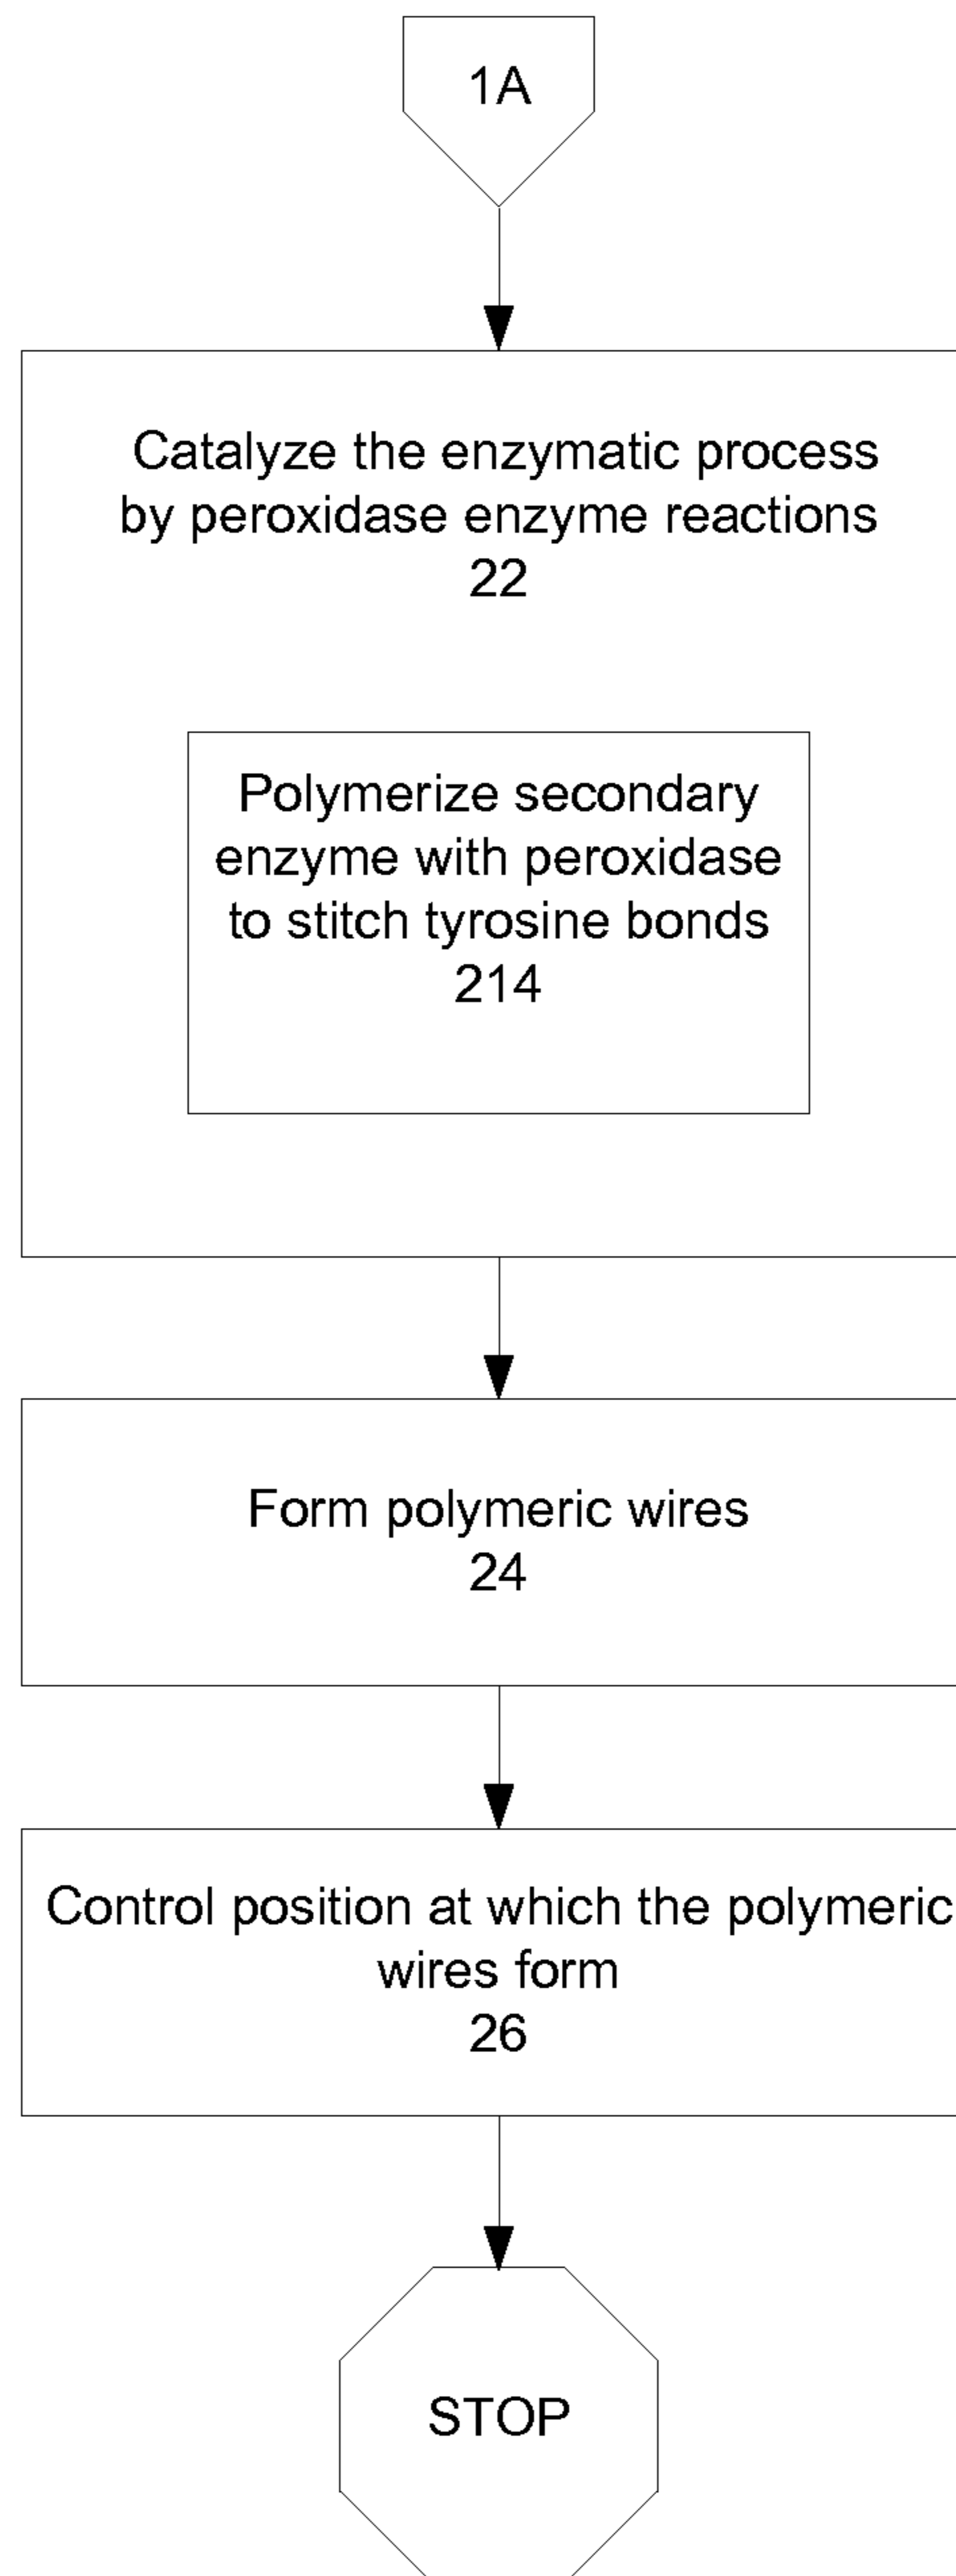 1A
Catalyze the enzymatic process
by peroxidase enzyme reactions
22
Polymerize secondary
enzyme with peroxidase
to stitch tyrosine bonds
214
Form polymeric wires
24
Control position at which the polymeric
wires form
26
STOP